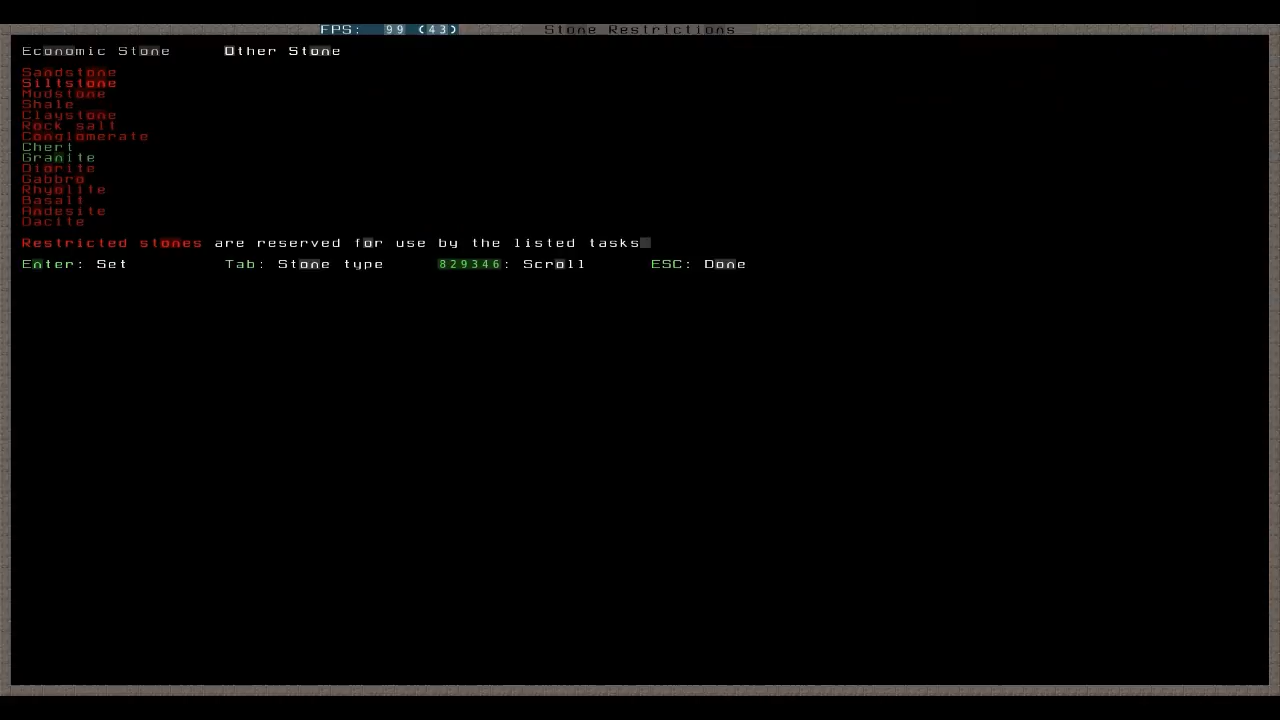 FPS: 99 (43) Stone Restrictions
Economic Stone Other Stone
Sandstone
Siltstone
Mudstone
Shale
Claystone
Rock salt
Conglomerate
Chert
Granite
Diorite
Gabbro
Rhyolite
Basalt
Andesite
Dacite
Restricted stones are reserved for use by the listed tasks
Enter: Set Tab: Stone type 829346: Scroll ESC: Done